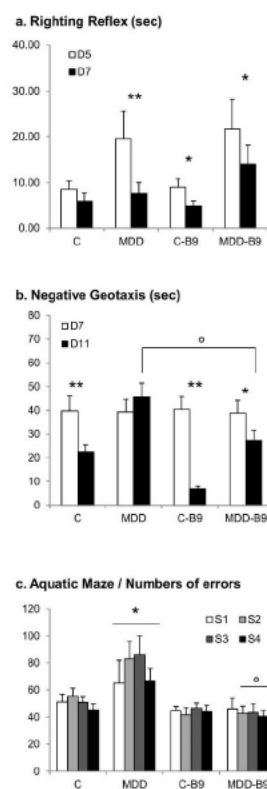 a. Righting Reflex (sec)
40.00
30.00
20.00
10.00
0.00
D5
D7
**
*
*
C MDD C-B9 MDD-B9
b. Negative Geotaxis (sec)
80
70
60
50
40
30
20
10
0
D7
D11
o
**
**
*
C MDD C-B9 MDD-B9
c. Aquatic Maze / Numbers of errors
120
100
80
60
40
20
0
S1 S2
S3 S4
*
o
C MDD C-B9 MDD-B9